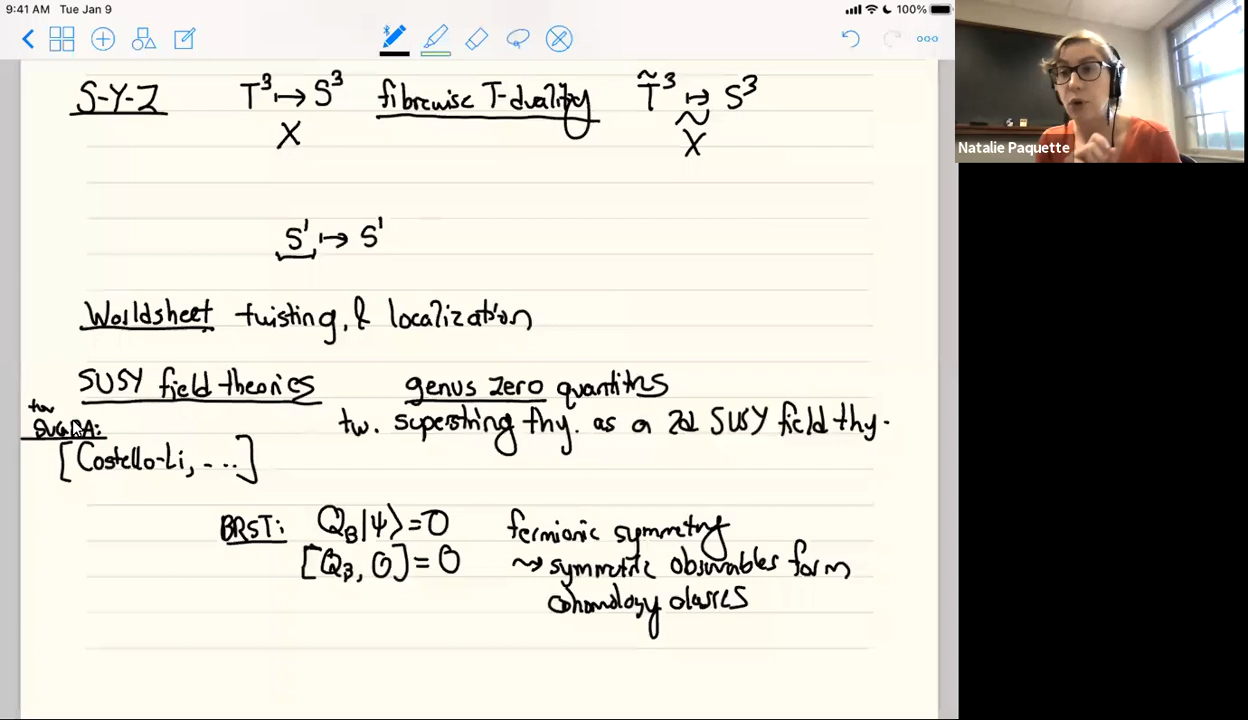 9:41 AM Tue Jan 9
100%
S-Y-Z T³ ↦ S³ fibrewise T-duality T̃³ ↦ S³
X X̃
Natalie Paquette
S¹ ↦ S¹
Worldsheet twisting, & localization
SUSY field theories genus zero quantities
tw. superstring thy. as a 2d SUSY field thy.
tw
SUGRA:
[Costello-Li, ...]
BRST: Q_B|ψ⟩=0 fermionic symmetry
[Q_B, O]=0 ⇝ symmetric observables form
cohomology classes